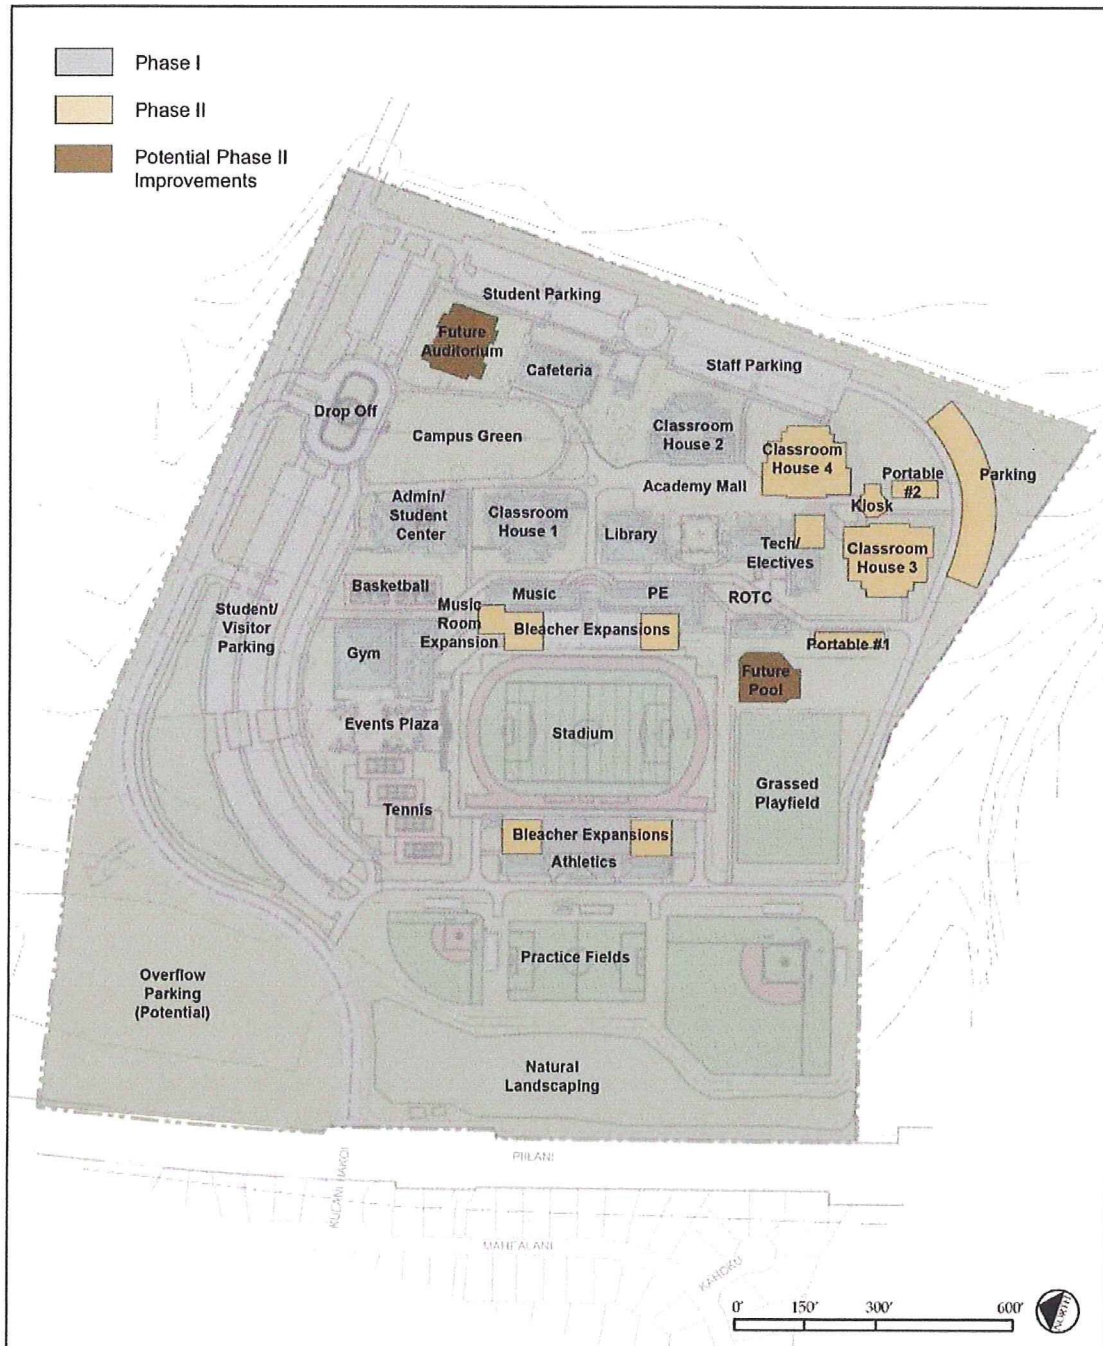 Phase I
Phase II
Potential Phase II
Improvements
Student Parking
Future
Auditorium
Cafeteria
Staff Parking
Drop Off
Campus Green
Classroom
House 2
Classroom
House 4
Academy Mall
Portable
#2
Parking
Kiosk
Admin/
Student
Center
Classroom
House 1
Library
Tech/
Electives
Classroom
House 3
Basketball
Music
PE
ROTC
Student/
Visitor
Parking
Music
Room
Expansion
Bleacher Expansions
Portable #1
Gym
Future
Pool
Events Plaza
Stadium
Grassed
Playfield
Tennis
Bleacher Expansions
Athletics
Practice Fields
Overflow
Parking
(Potential)
Natural
Landscaping
PIILANI
MAHEALANI
0' 150' 300' 600'
NORTH